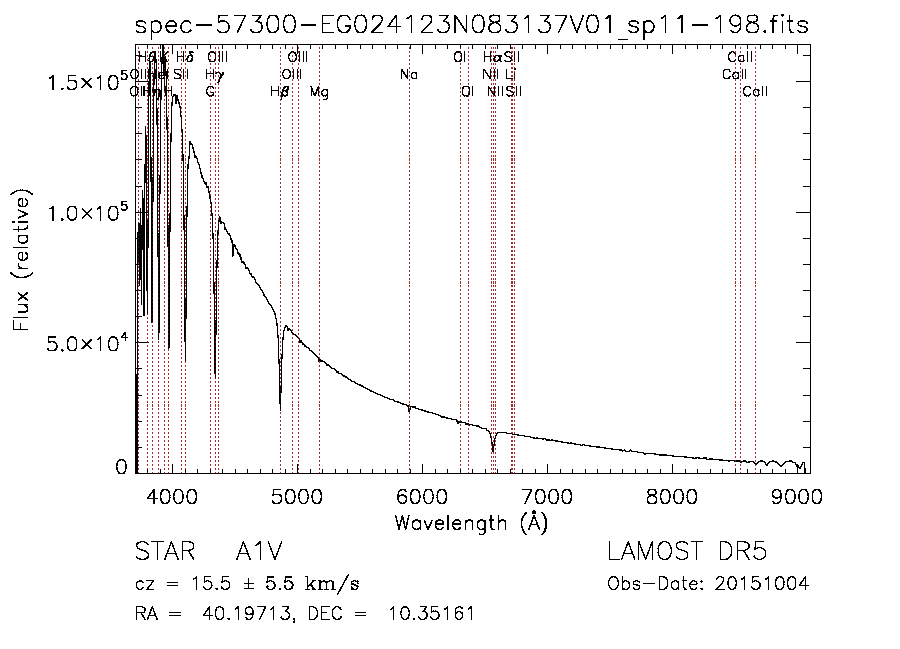 spec-57300-EG024123N083137V01_sp11-198.fits
Hδ OIII OIII OI Hα SII CaII
SII Hγ OIII Na NII Li CaII
G Hβ Mg OI NII SII CaII
1.5×10⁵
1.0×10⁵
5.0×10⁴
0
Flux (relative)
4000 5000 6000 7000 8000 9000
Wavelength (Å)
STAR A1V LAMOST DR5
cz = 15.5 ± 5.5 km/s Obs-Date: 20151004
RA = 40.19713, DEC = 10.35161